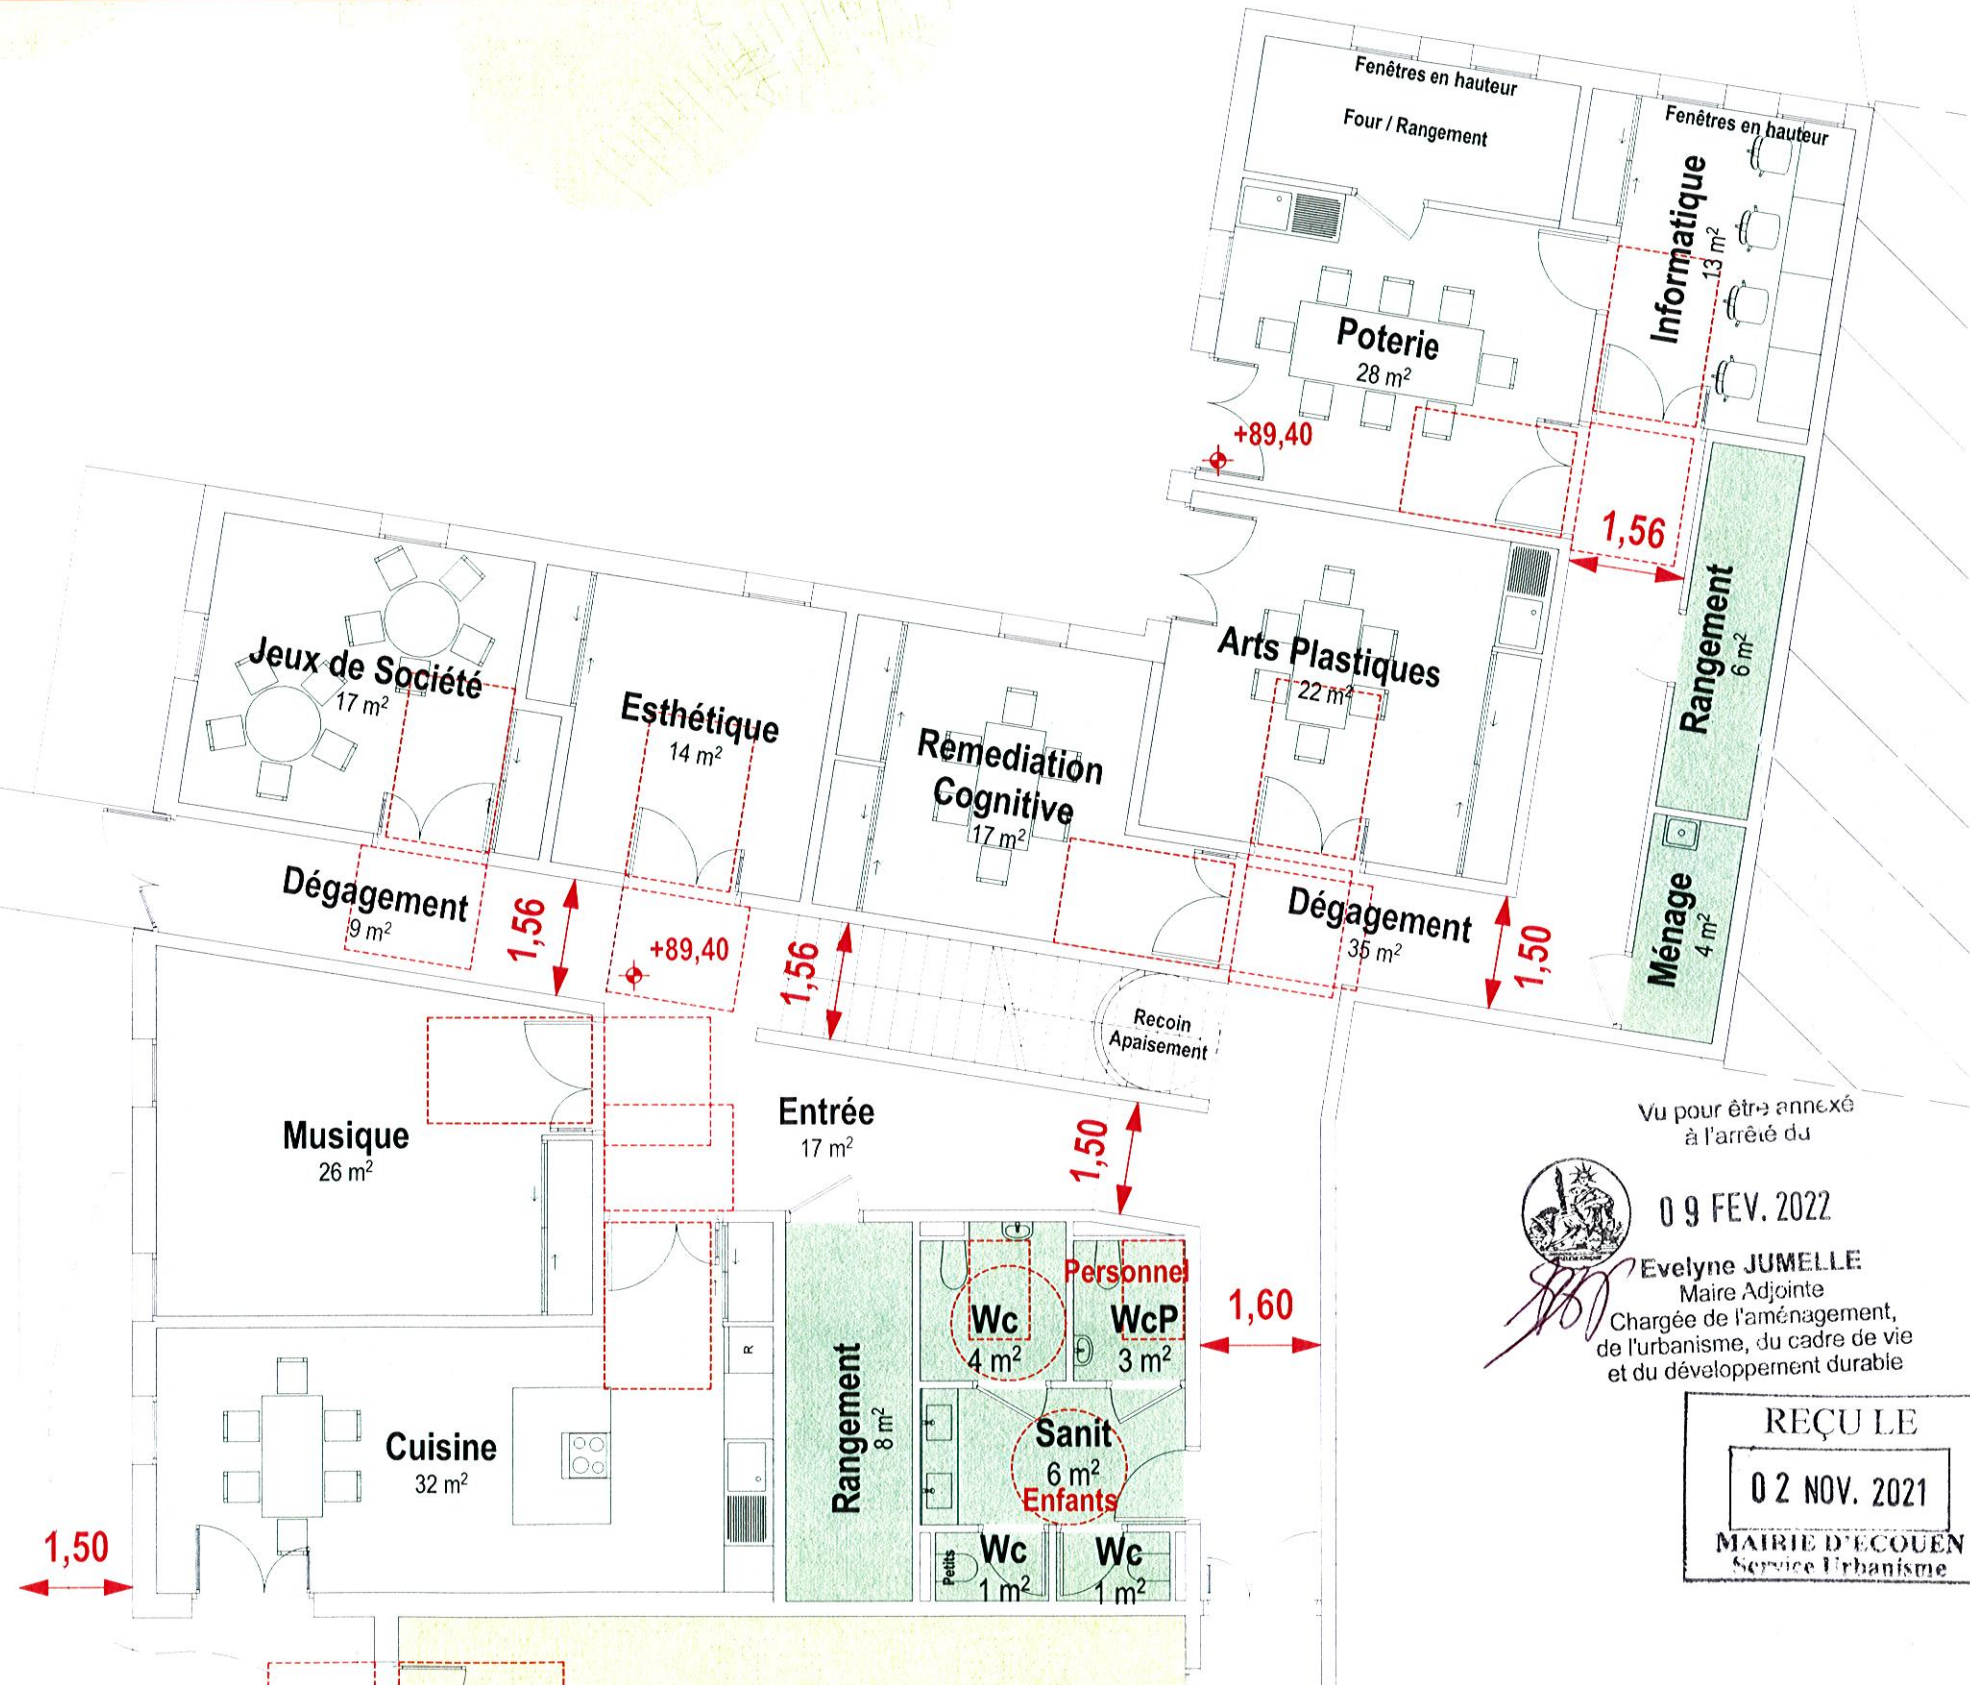 Fenêtres en hauteur
Four / Rangement
Fenêtres en hauteur
Informatique
13 m²
Poterie
28 m²
+89,40
1,56
Rangement
6 m²
Jeux de Société
17 m²
Esthétique
14 m²
Remediation
Cognitive
17 m²
Arts Plastiques
22 m²
Dégagement
9 m²
1,56
+89,40
1,56
Dégagement
35 m²
1,50
Ménage
4 m²
Recoin
Apaisement
Musique
26 m²
Entrée
17 m²
1,50
Personnel
Wc
4 m²
WcP
3 m²
1,60
R
Rangement
8 m²
Cuisine
32 m²
Sanit
6 m²
Enfants
1,50
Petits
Wc
1 m²
Wc
1 m²
Vu pour être annexé
à l'arrêté du
09 FEV. 2022
Evelyne JUMELLE
Maire Adjointe
Chargée de l'aménagement,
de l'urbanisme, du cadre de vie
et du développement durable
REÇU LE
02 NOV. 2021
MAIRIE D'ECOUEN
Service Urbanisme